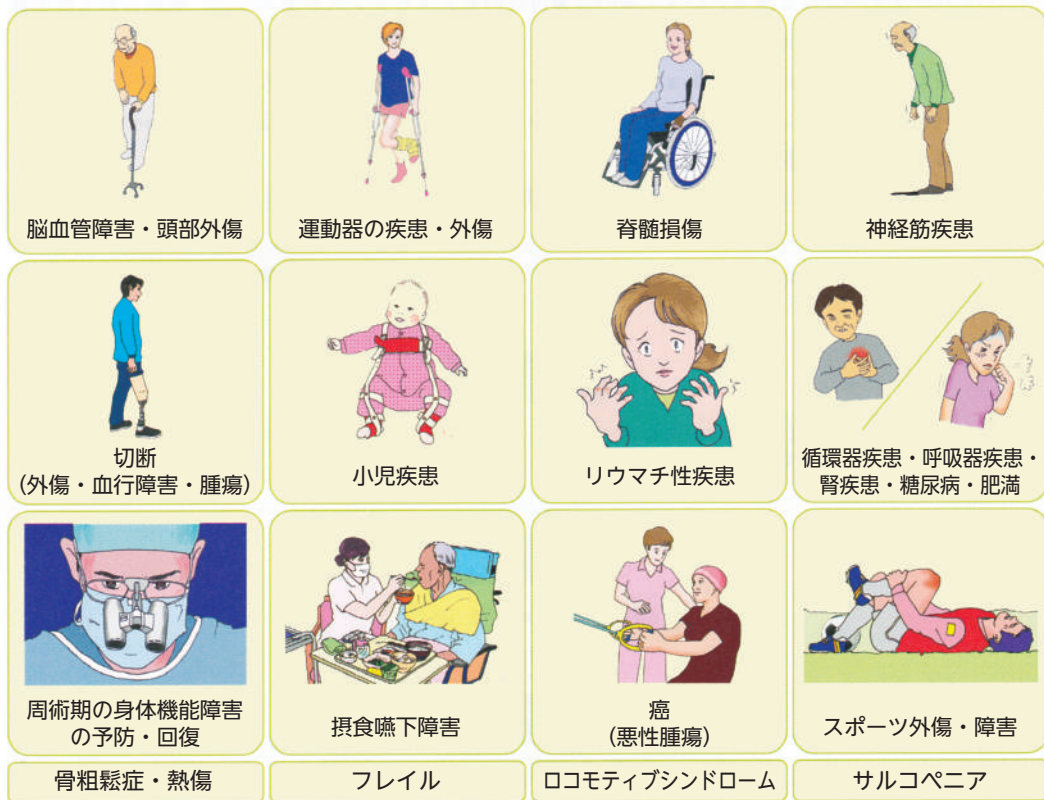 脳血管障害・頭部外傷
運動器の疾患・外傷
脊髄損傷
神経筋疾患
切断
(外傷・血行障害・腫瘍)
小児疾患
リウマチ性疾患
循環器疾患・呼吸器疾患・
腎疾患・糖尿病・肥満
周術期の身体機能障害
の予防・回復
摂食嚥下障害
癌
(悪性腫瘍)
スポーツ外傷・障害
骨粗鬆症・熱傷
フレイル
ロコモティブシンドローム
サルコペニア